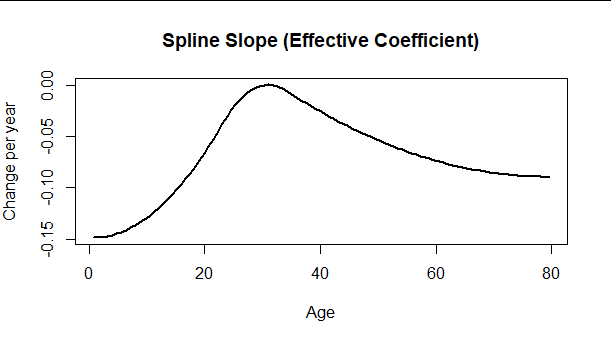 Spline Slope (Effective Coefficient)
Change per year
0.00
-0.05
-0.10
-0.15
0 20 40 60 80
Age